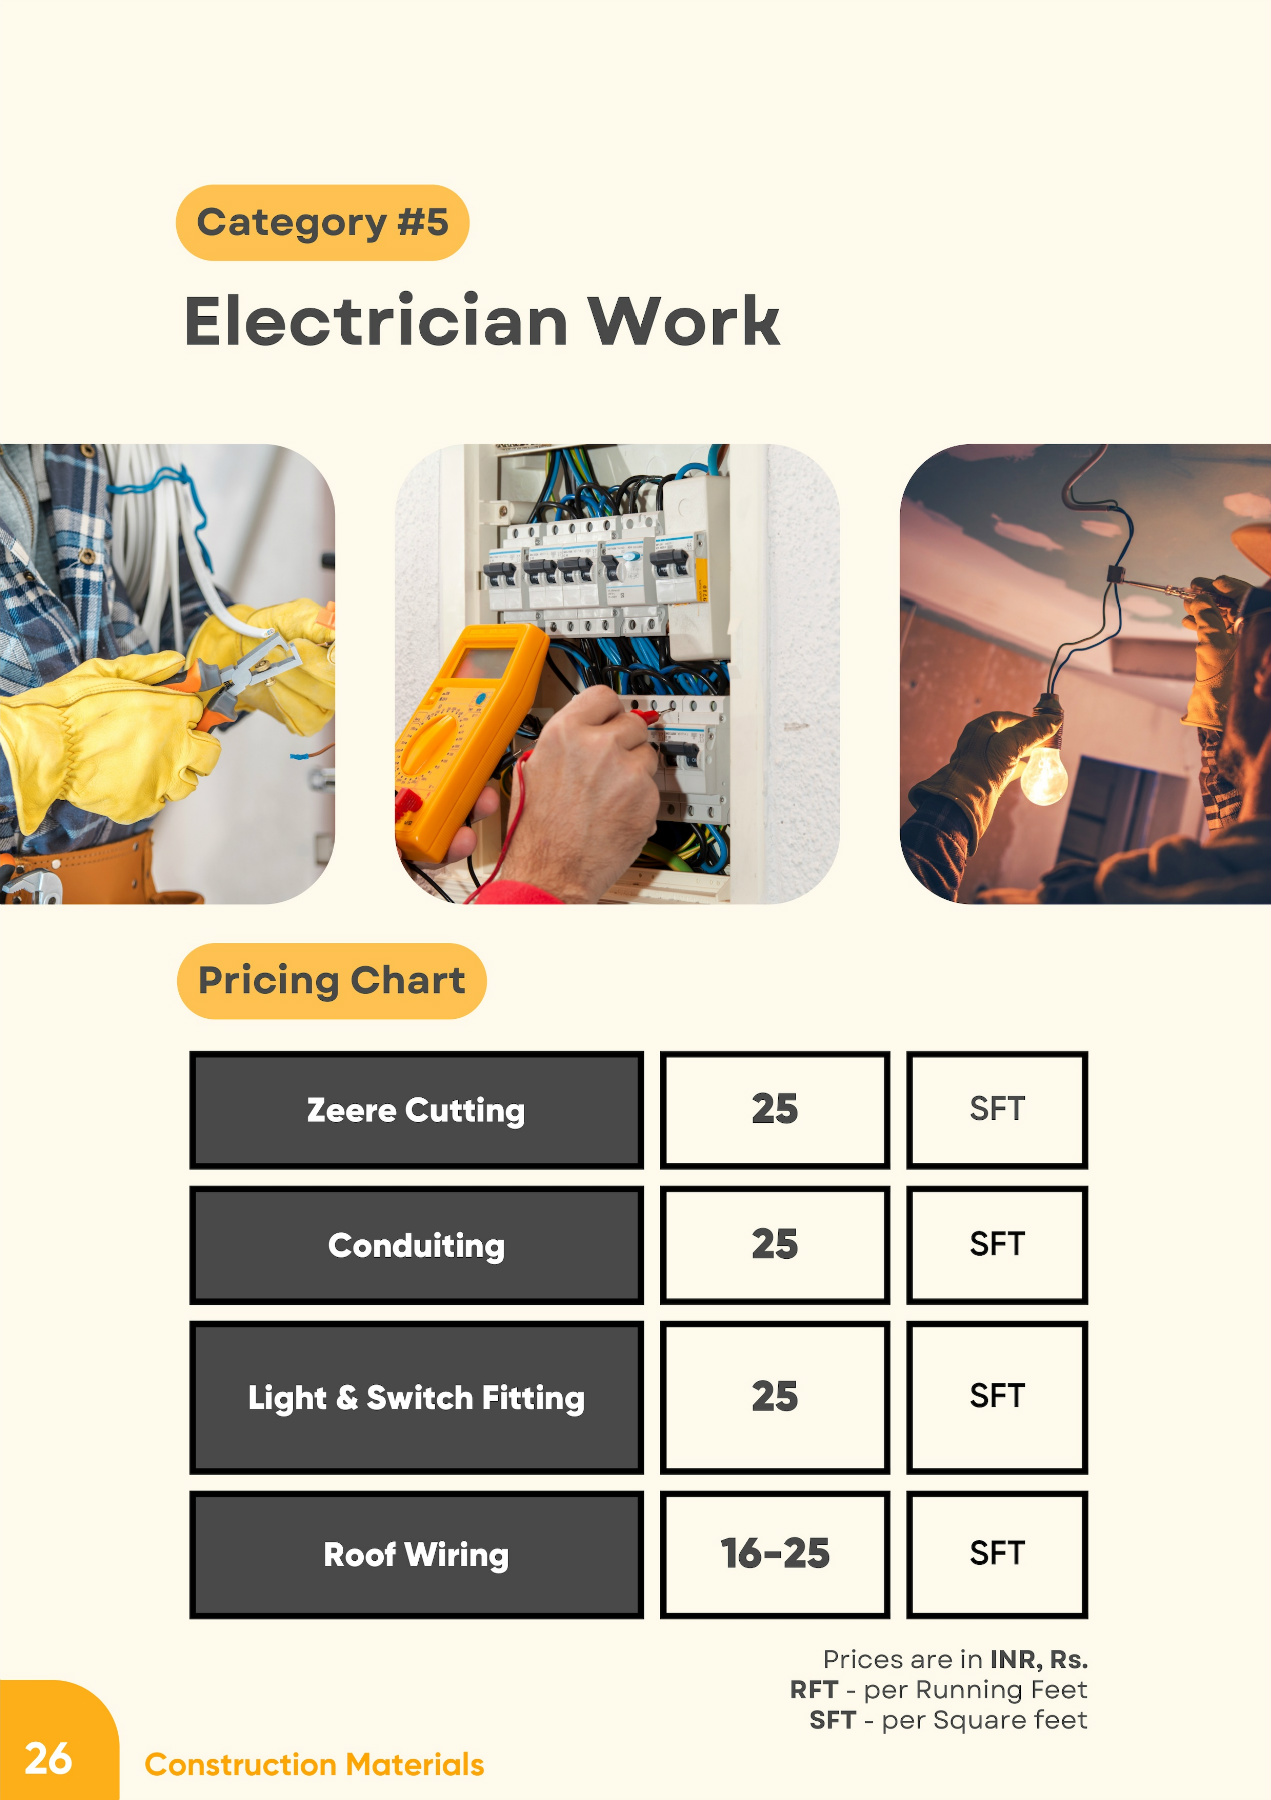 Category #5
Electrician Work
Pricing Chart
Zeere Cutting 25 SFT
Conduiting 25 SFT
Light & Switch Fitting 25 SFT
Roof Wiring 16-25 SFT
Prices are in INR, Rs.
RFT - per Running Feet
SFT - per Square feet
26 Construction Materials